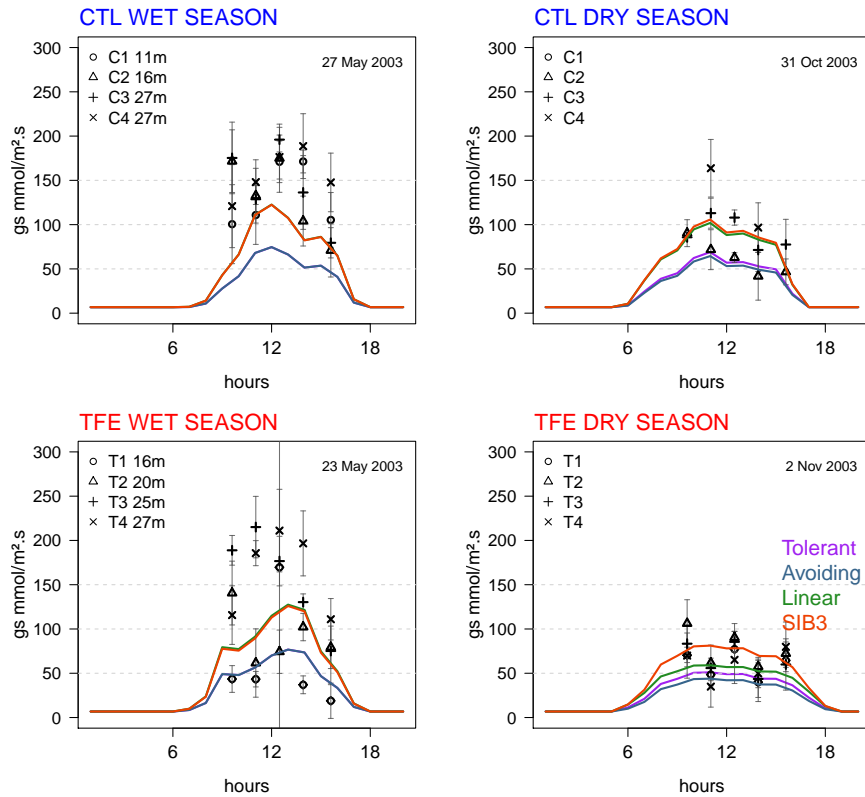 CTL WET SEASON
300
250
200
150
100
50
0
gs mmol/m².s
C1 11m
C2 16m
C3 27m
C4 27m
27 May 2003
6
12
18
hours
CTL DRY SEASON
300
250
200
150
100
50
0
gs mmol/m².s
C1
C2
C3
C4
31 Oct 2003
6
12
18
hours
TFE WET SEASON
300
250
200
150
100
50
0
gs mmol/m².s
T1 16m
T2 20m
T3 25m
T4 27m
23 May 2003
6
12
18
hours
TFE DRY SEASON
300
250
200
150
100
50
0
gs mmol/m².s
T1
T2
T3
T4
2 Nov 2003
Tolerant
Avoiding
Linear
SIB3
6
12
18
hours